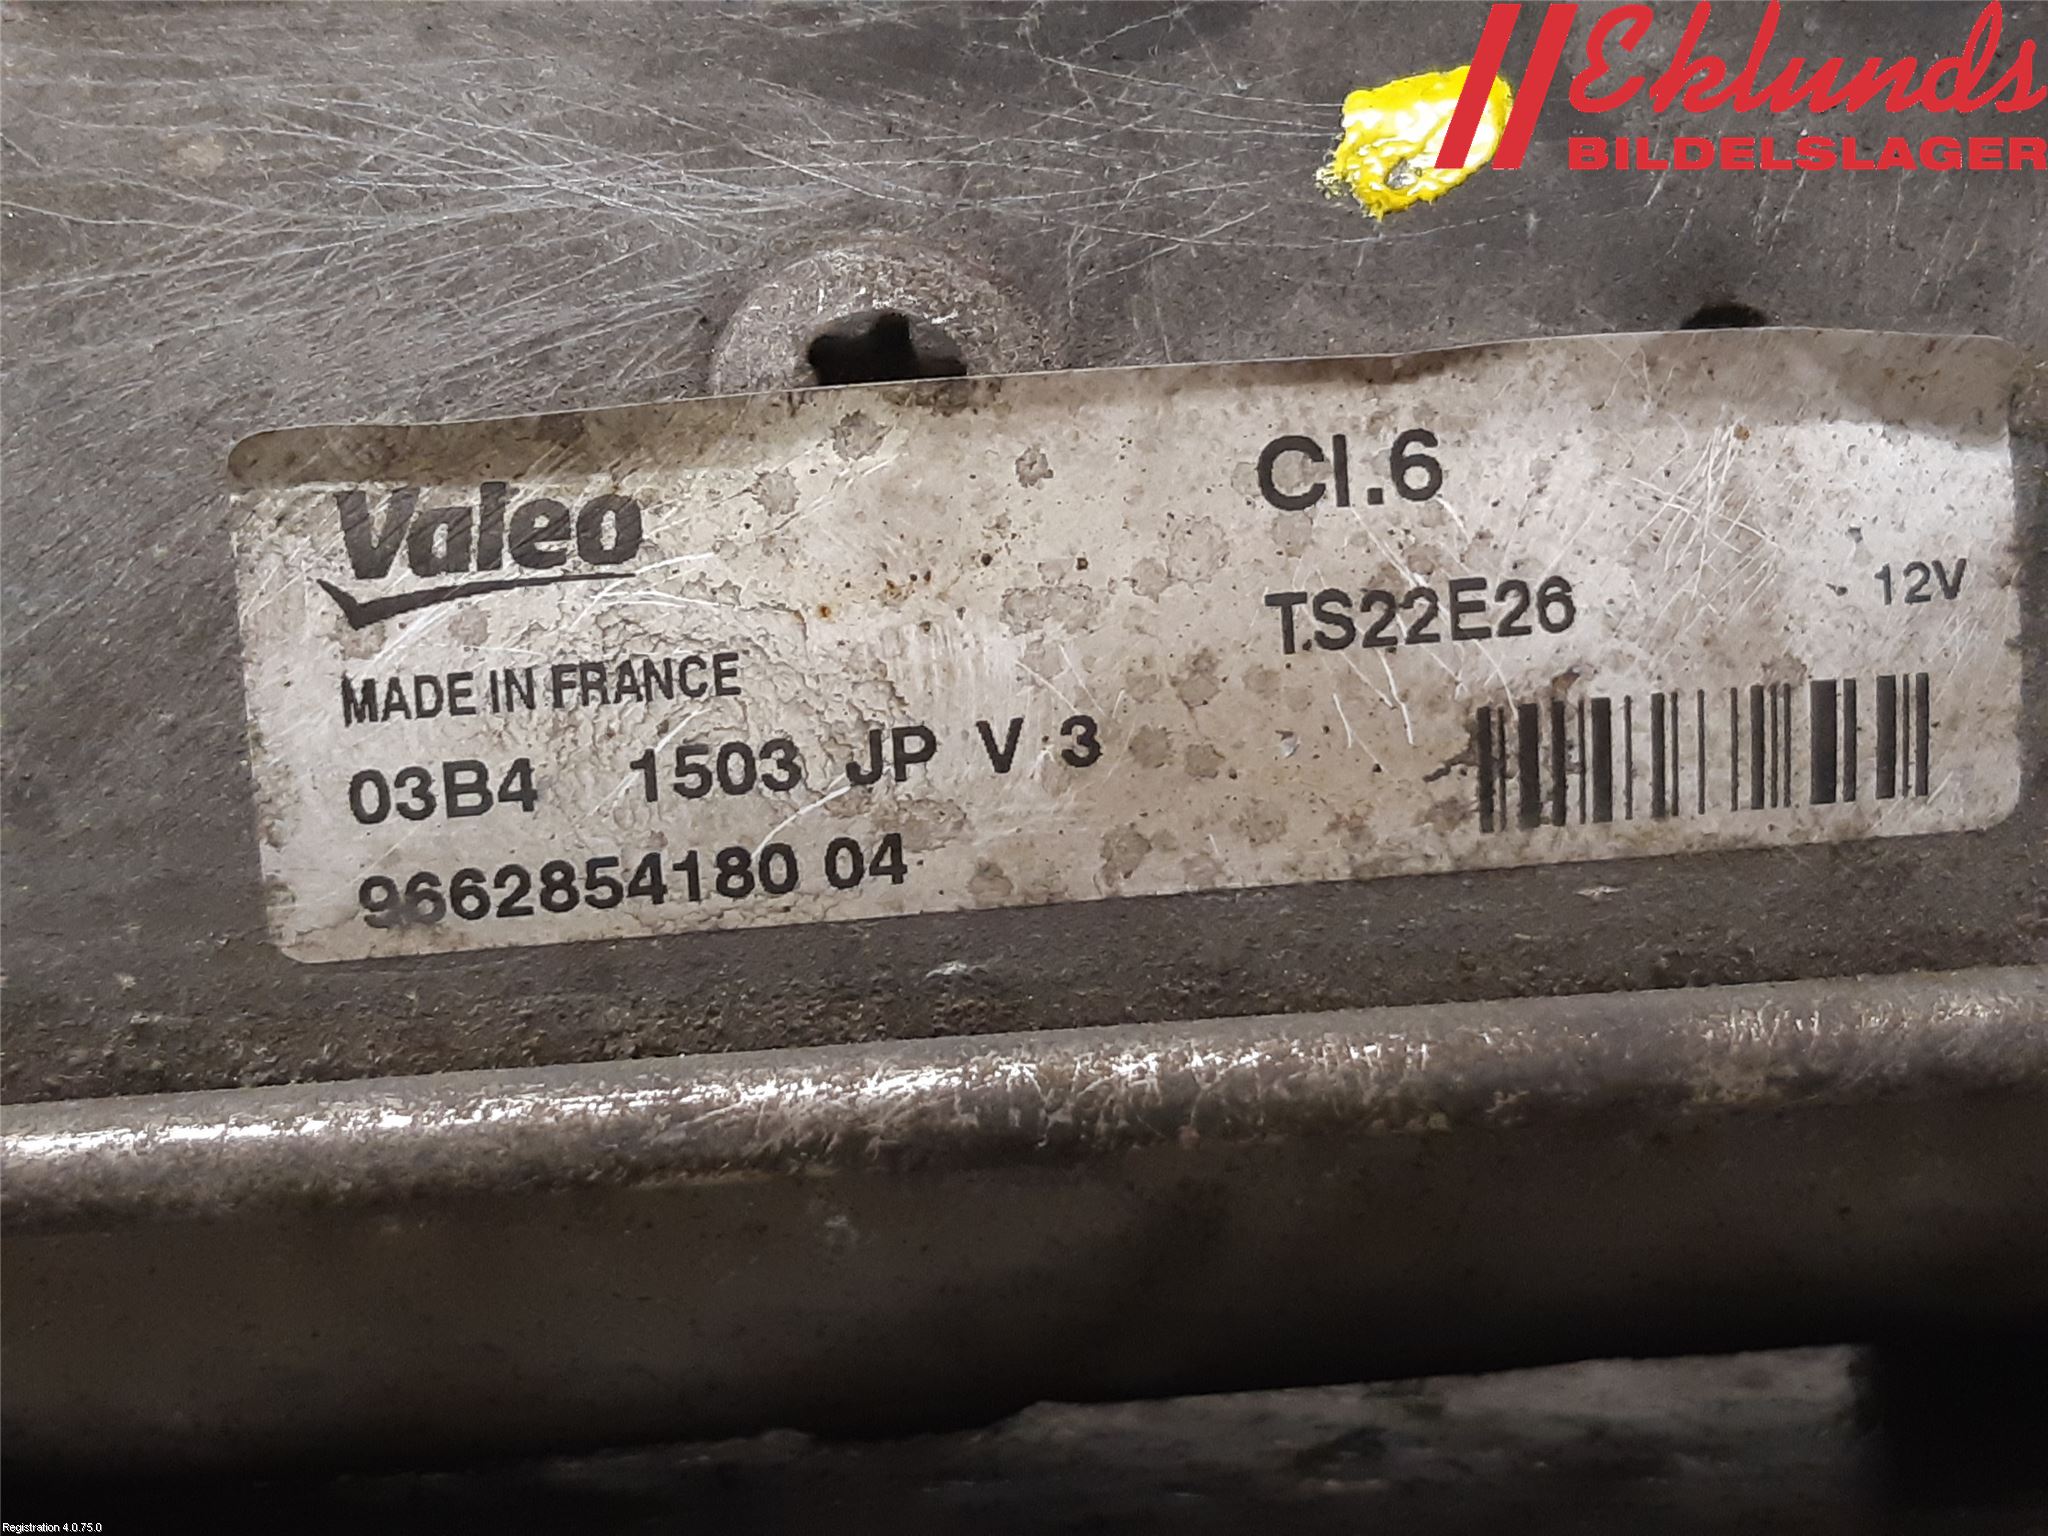 Eklunds
BILDELSLAGER
Valeo
CI.6
TS22E26
12V
MADE IN FRANCE
03B4 1503 JP V 3
9662854180 04
Registration 4.0.75.0